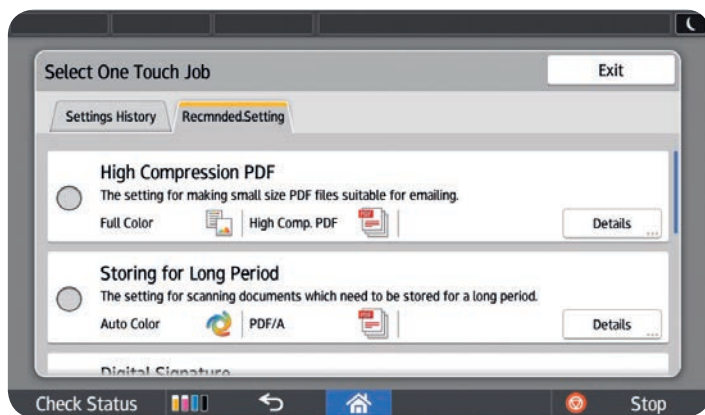 Select One Touch Job
Exit
Settings History
Recmnded.Setting
High Compression PDF
The setting for making small size PDF files suitable for emailing.
Full Color
High Comp. PDF
PDF
Details
Storing for Long Period
The setting for scanning documents which need to be stored for a long period.
Auto Color
PDF/A
PDF
Details
Digital Signature
Check Status
Stop